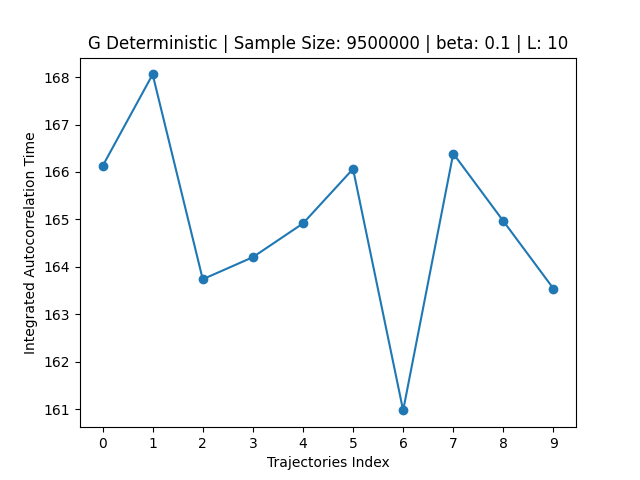 G Deterministic | Sample Size: 9500000 | beta: 0.1 | L: 10
168
167
166
165
164
163
162
161
Integrated Autocorrelation Time
0 1 2 3 4 5 6 7 8 9
Trajectories Index